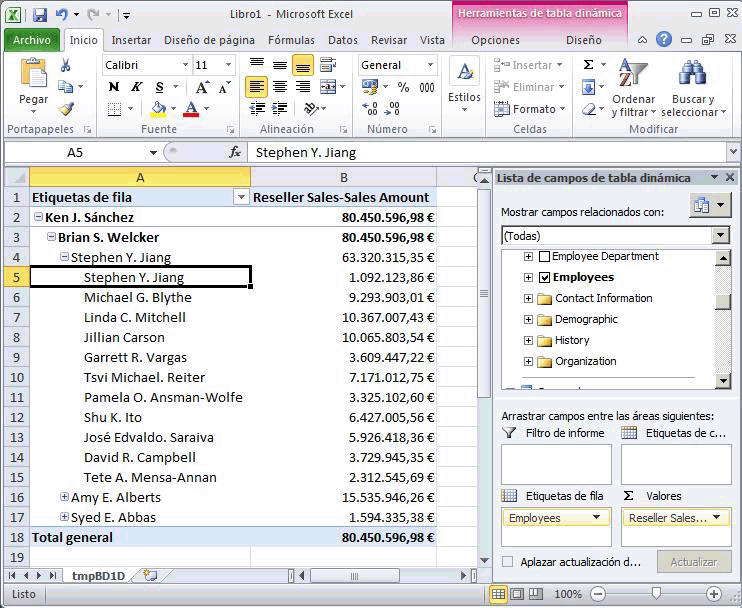 Libro1 - Microsoft Excel
Herramientas de tabla dinámica
Archivo Inicio Insertar Diseño de página Fórmulas Datos Revisar Vista Opciones Diseño
Calibri 11 General Insertar Σ
Pegar N K S A A Estilos Eliminar Ordenar y filtrar Buscar y seleccionar
% 000 Formato
Portapapeles Fuente Alineación Número Celdas Modificar
A5 fx Stephen Y. Jiang
A B C
1 Etiquetas de fila Reseller Sales-Sales Amount
2 Ken J. Sánchez 80.450.596,98 €
3 Brian S. Welcker 80.450.596,98 €
4 Stephen Y. Jiang 63.320.315,35 €
5 Stephen Y. Jiang 1.092.123,86 €
6 Michael G. Blythe 9.293.903,01 €
7 Linda C. Mitchell 10.367.007,43 €
8 Jillian Carson 10.065.803,54 €
9 Garrett R. Vargas 3.609.447,22 €
10 Tsvi Michael. Reiter 7.171.012,75 €
11 Pamela O. Ansman-Wolfe 3.325.102,60 €
12 Shu K. Ito 6.427.005,56 €
13 José Edvaldo. Saraiva 5.926.418,36 €
14 David R. Campbell 3.729.945,35 €
15 Tete A. Mensa-Annan 2.312.545,69 €
16 Amy E. Alberts 15.535.946,26 €
17 Syed E. Abbas 1.594.335,38 €
18 Total general 80.450.596,98 €
19
tmpBD1D
Lista de campos de tabla dinámica
Mostrar campos relacionados con:
(Todas)
Employee Department
Employees
Contact Information
Demographic
History
Organization
Arrastrar campos entre las áreas siguientes:
Filtro de informe Etiquetas de c...
Etiquetas de fila Σ Valores
Employees Reseller Sales...
Aplazar actualización d... Actualizar
Listo 100%